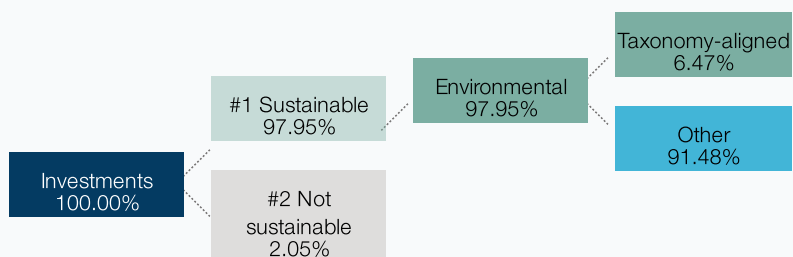 Investments
100.00%
#1 Sustainable
97.95%
#2 Not
sustainable
2.05%
Environmental
97.95%
Taxonomy-aligned
6.47%
Other
91.48%